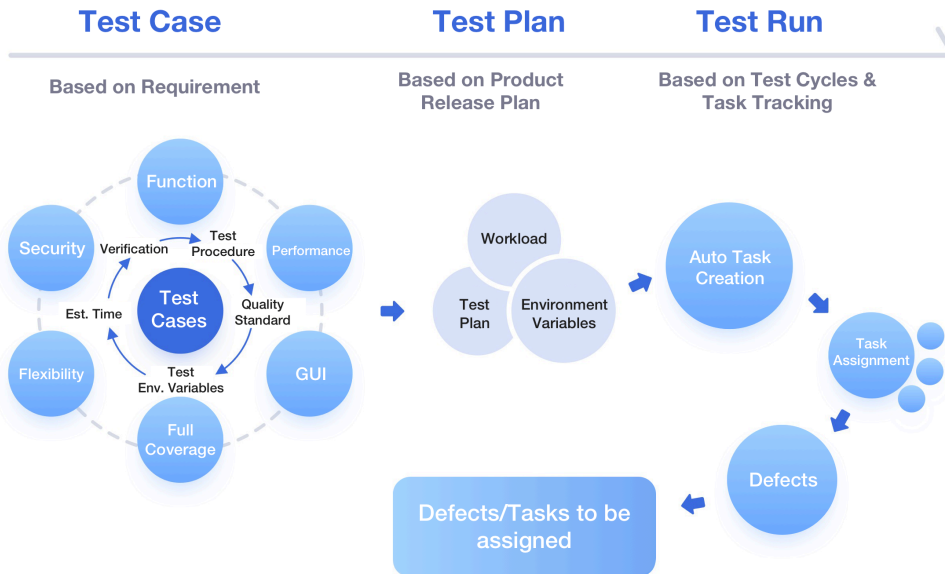 Test Case
Test Plan
Test Run
Based on Requirement
Based on Product
Release Plan
Based on Test Cycles &
Task Tracking
Function
Security
Performance
Verification
Test
Procedure
Est. Time
Test
Cases
Quality
Standard
Flexibility
Test
Env. Variables
GUI
Full
Coverage
Workload
Test
Plan
Environment
Variables
Auto Task
Creation
Task
Assignment
Defects
Defects/Tasks to be
assigned